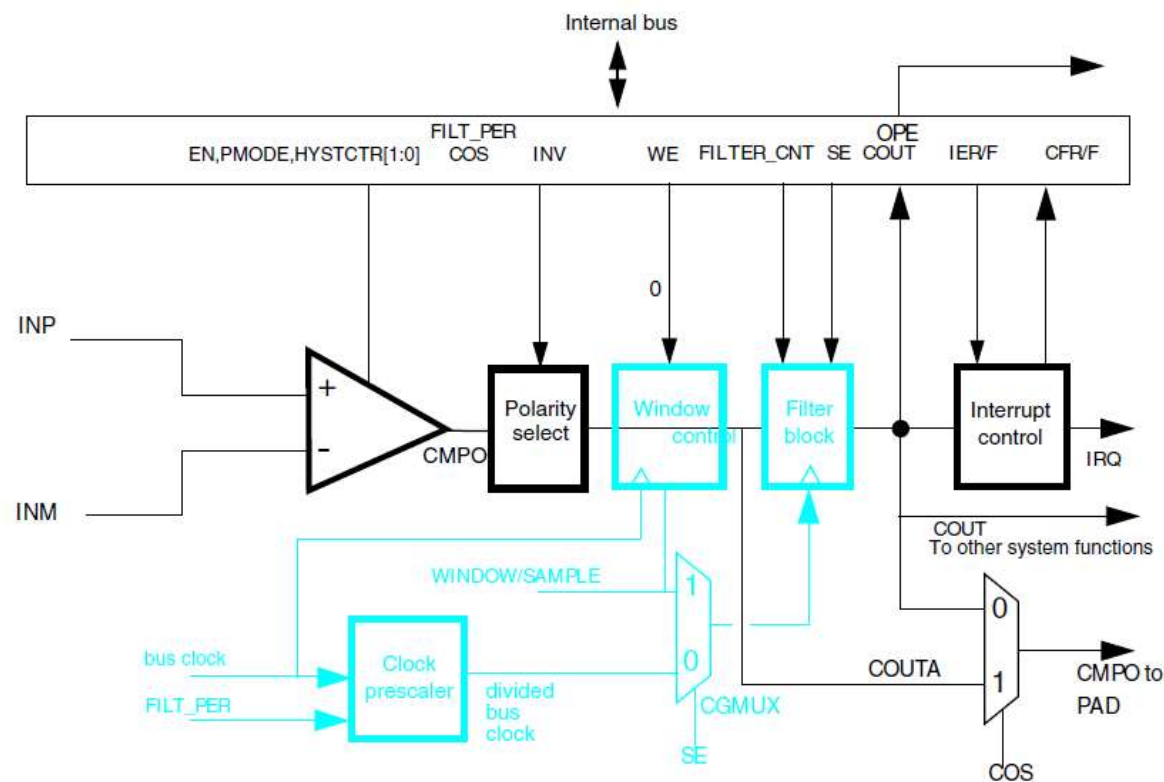 Internal bus
FILT_PER
OPE
EN,PMODE,HYSTCTR[1:0]
COS
INV
WE
FILTER_CNT
SE
COUT
IER/F
CFR/F
0
INP
+
Polarity
select
Window
control
Filter
block
Interrupt
control
-
CMPO
IRQ
INM
COUT
To other system functions
WINDOW/SAMPLE
1
0
bus clock
Clock
prescaler
0
COUTA
1
CMPO to
PAD
FILT_PER
divided
bus
clock
CGMUX
SE
COS